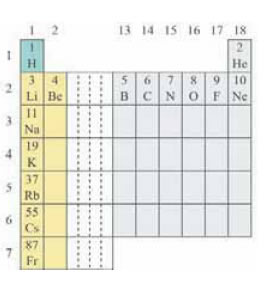 1 2 13 14 15 16 17 18
1 1 2
H He
2 3 4 5 6 7 8 9 10
Li Be B C N O F Ne
3 11
Na
4 19
K
5 37
Rb
6 55
Cs
7 87
Fr